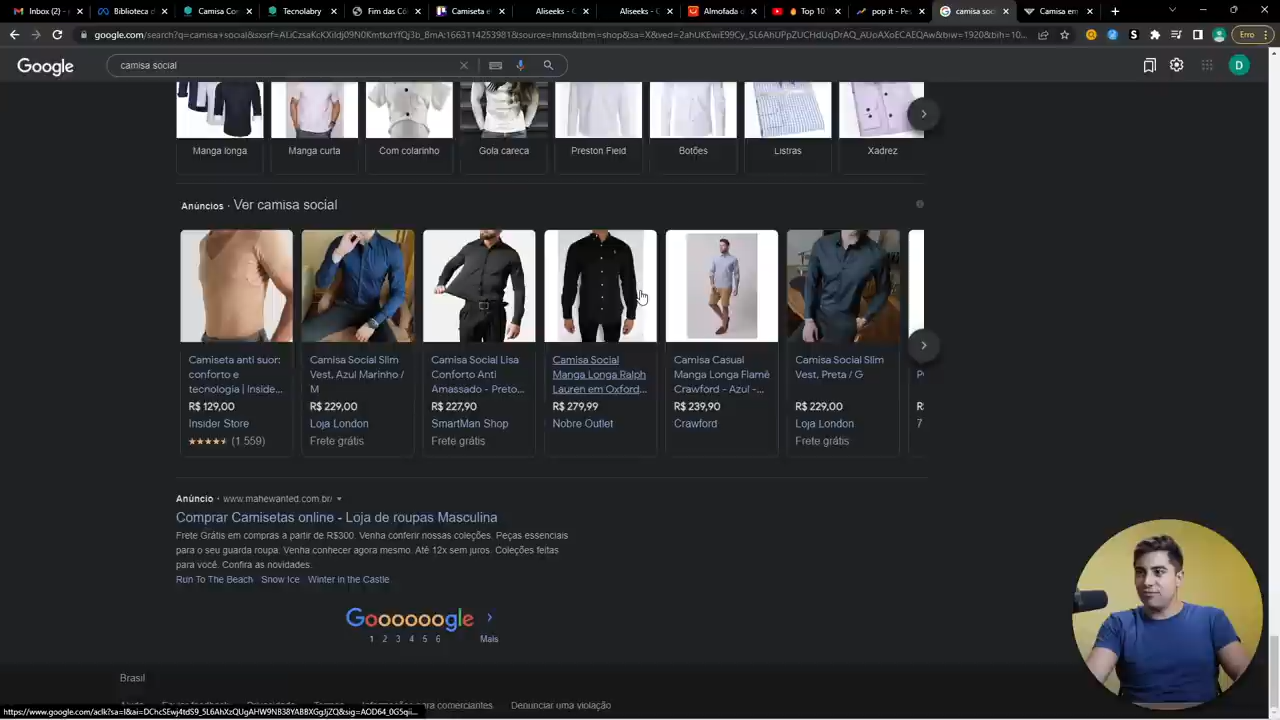 Inbox (2) -
Biblioteca d
Camisa Cor
Tecnolabry
Fim das Có
Camiseta e
Aliseeks - C
Aliseeks - C
Almofada c
Top 10
pop it - Pe
camisa soc
Camisa em
google.com/search?q=camisa+social
Erro
Google
camisa social
D
Manga longa
Manga curta
Com colarinho
Gola careca
Preston Field
Botões
Listras
Xadrez
Anúncios · Ver camisa social
Camiseta anti suor:
conforto e
tecnologia | Inside...
R$ 129,00
Insider Store
(1.559)
Camisa Social Slim
Vest, Azul Marinho /
M
R$ 229,00
Loja London
Frete grátis
Camisa Social Lisa
Conforto Anti
Amassado - Preto...
R$ 227,90
SmartMan Shop
Frete grátis
Camisa Social
Manga Longa Ralph
Lauren em Oxford...
R$ 279,99
Nobre Outlet
Camisa Casual
Manga Longa Flamê
Crawford - Azul -...
R$ 239,90
Crawford
Camisa Social Slim
Vest, Preta / G
R$ 229,00
Loja London
Frete grátis
Anúncio · www.mahewanted.com.br/
Comprar Camisetas online - Loja de roupas Masculina
Frete Grátis em compras a partir de R$300. Venha conferir nossas coleções. Peças essenciais
para o seu guarda roupa. Venha conhecer agora mesmo. Até 12x sem juros. Coleções feitas
para você. Confira as novidades.
Run To The Beach Snow Ice Winter in the Castle
Goooooogle
1 2 3 4 5 6 Mais
Brasil
Denunciar uma violação